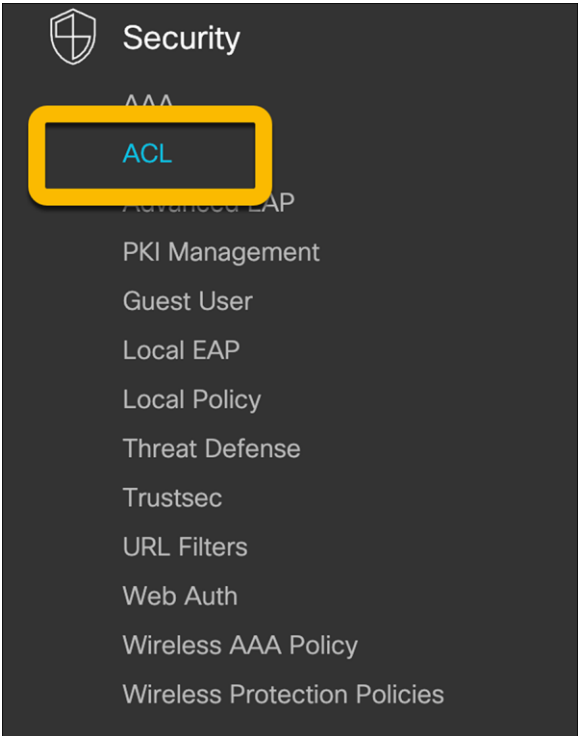 Security
AAA
ACL
Advanced EAP
PKI Management
Guest User
Local EAP
Local Policy
Threat Defense
Trustsec
URL Filters
Web Auth
Wireless AAA Policy
Wireless Protection Policies